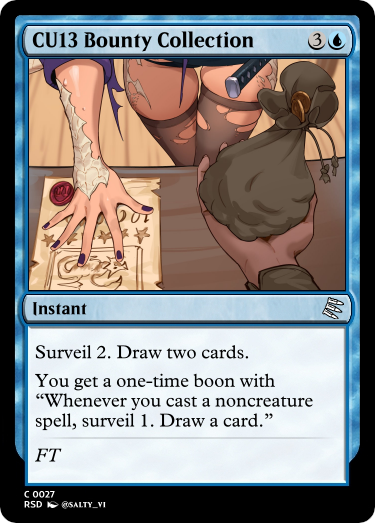 CU13 Bounty Collection 3
Instant
Surveil 2. Draw two cards.
You get a one-time boon with
“Whenever you cast a noncreature
spell, surveil 1. Draw a card.”
FT
C 0027
RSD @SALTY_VI